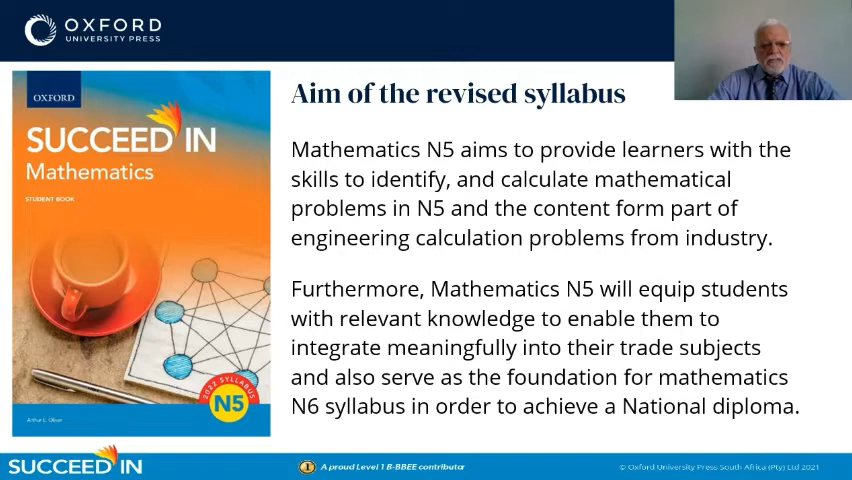 OXFORD
UNIVERSITY PRESS
OXFORD
SUCCEED IN
Mathematics
STUDENT BOOK
2022 SYLLABUS
N5
Aim of the revised syllabus
Mathematics N5 aims to provide learners with the
skills to identify, and calculate mathematical
problems in N5 and the content form part of
engineering calculation problems from industry.
Furthermore, Mathematics N5 will equip students
with relevant knowledge to enable them to
integrate meaningfully into their trade subjects
and also serve as the foundation for mathematics
N6 syllabus in order to achieve a National diploma.
SUCCEED IN
1 A proud Level 1 B-BBEE contributor
© Oxford University Press South Africa (Pty) Ltd 2021